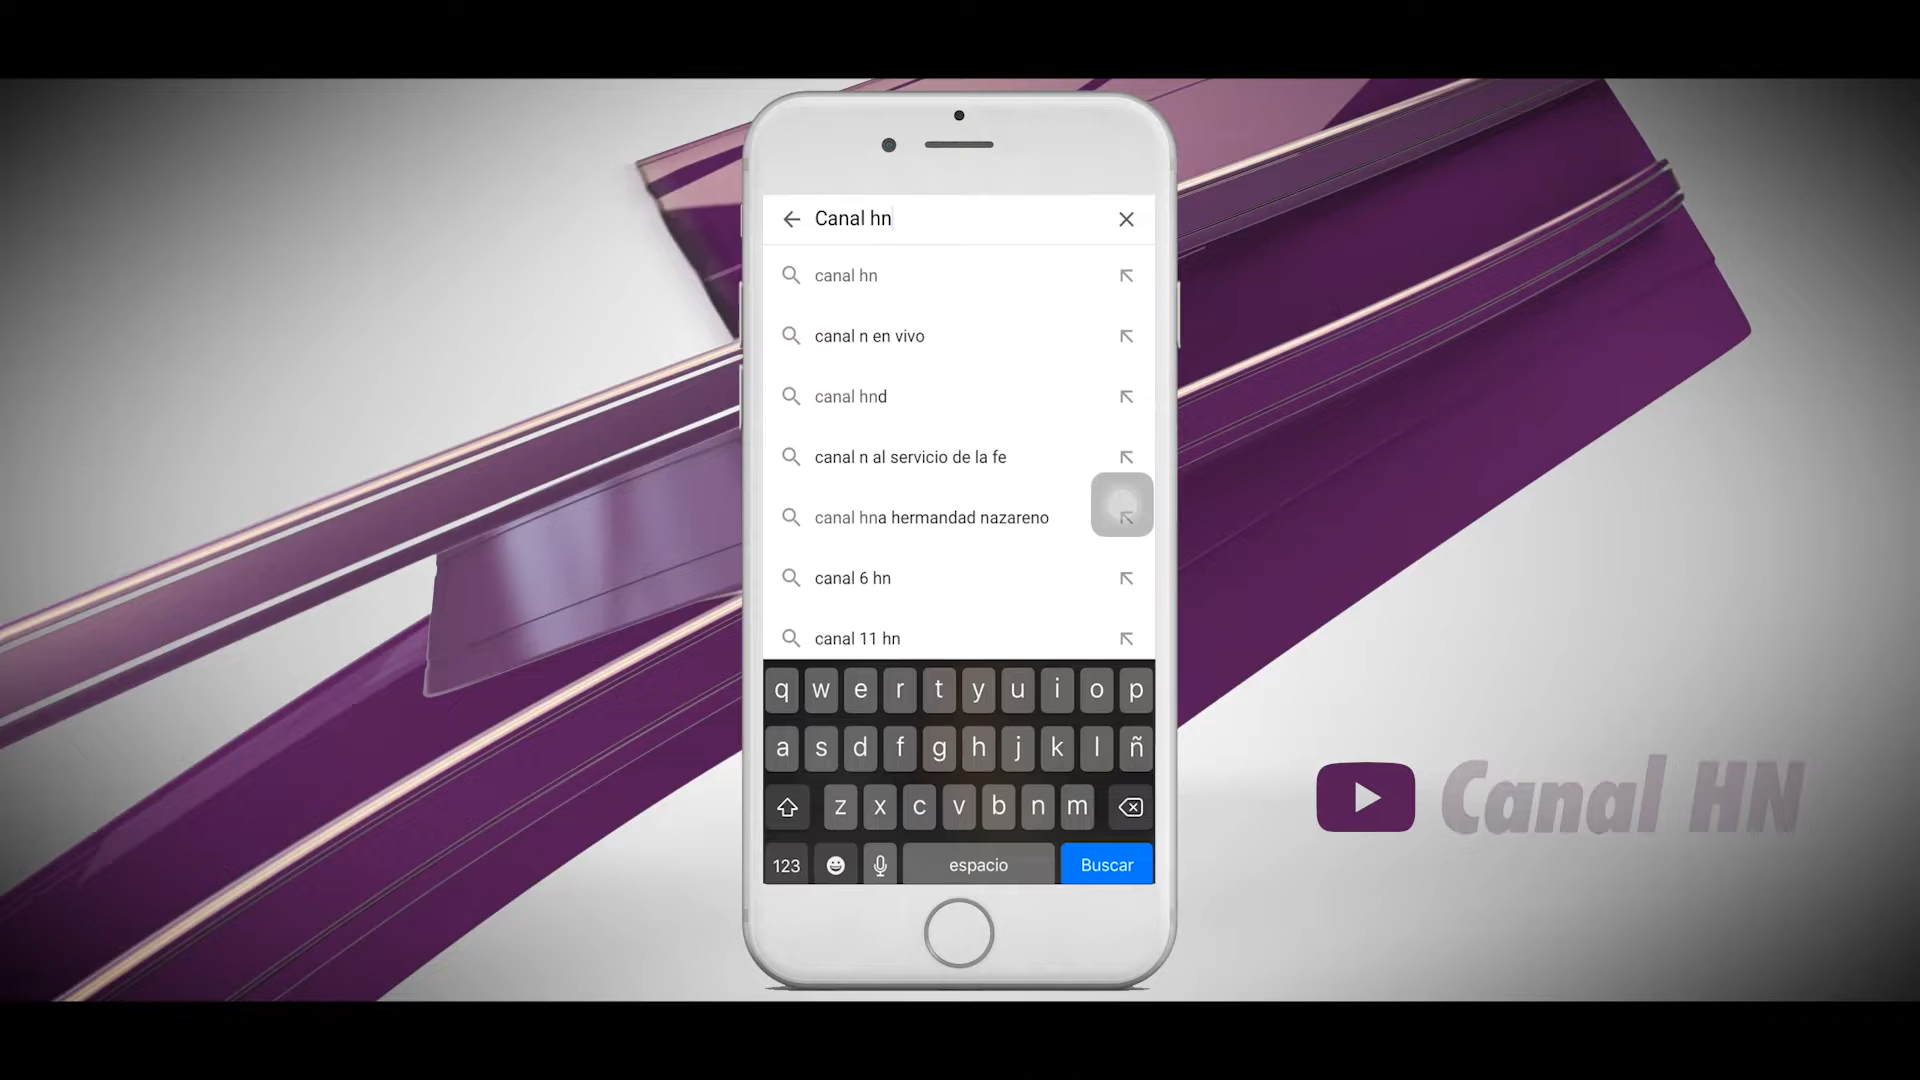 Canal hn
canal hn
canal n en vivo
canal hnd
canal n al servicio de la fe
canal hna hermandad nazareno
canal 6 hn
canal 11 hn
q w e r t y u i o p
a s d f g h j k l ñ
z x c v b n m
123 espacio Buscar
Canal HN